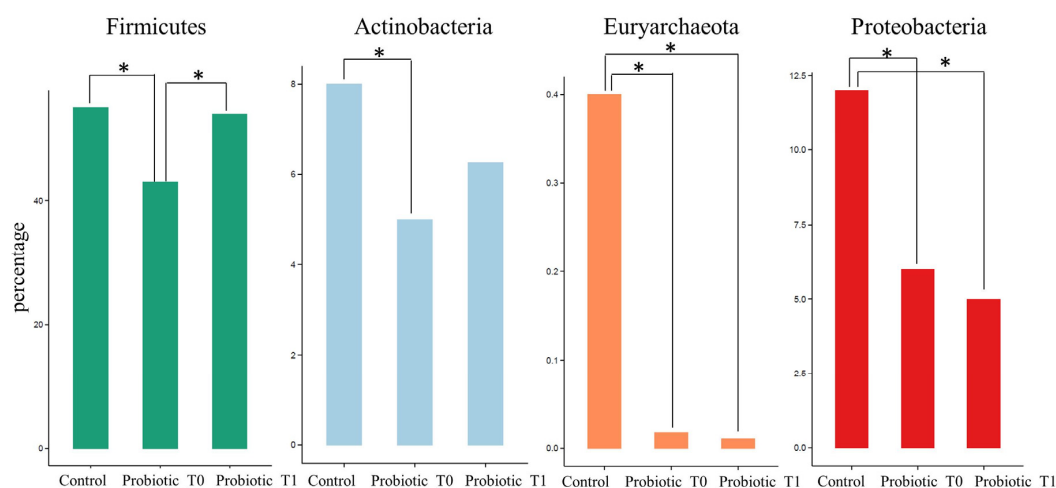 Firmicutes
Actinobacteria
Euryarchaeota
Proteobacteria
percentage
* *
*
* *
* *
40
20
0
8
6
4
2
0
0.4
0.3
0.2
0.1
0.0
12.5
10.0
7.5
5.0
2.5
0.0
Control Probiotic T0 Probiotic T1
Control Probiotic T0 Probiotic T1
Control Probiotic T0 Probiotic T1
Control Probiotic T0 Probiotic T1